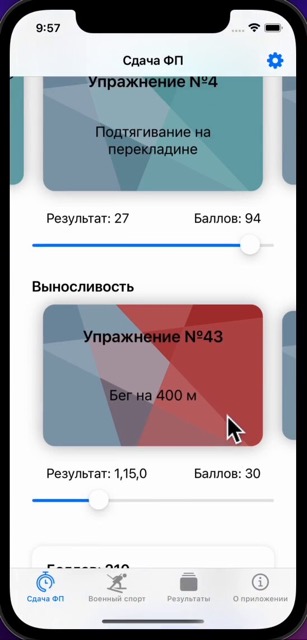 9:57
Сдача ФП
Упражнение №4
Подтягивание на
перекладине
Результат: 27
Баллов: 94
Выносливость
Упражнение №43
Бег на 400 м
Результат: 1,15,0
Баллов: 30
Баллов: 210
Сдача ФП
Военный спорт
Результаты
О приложении